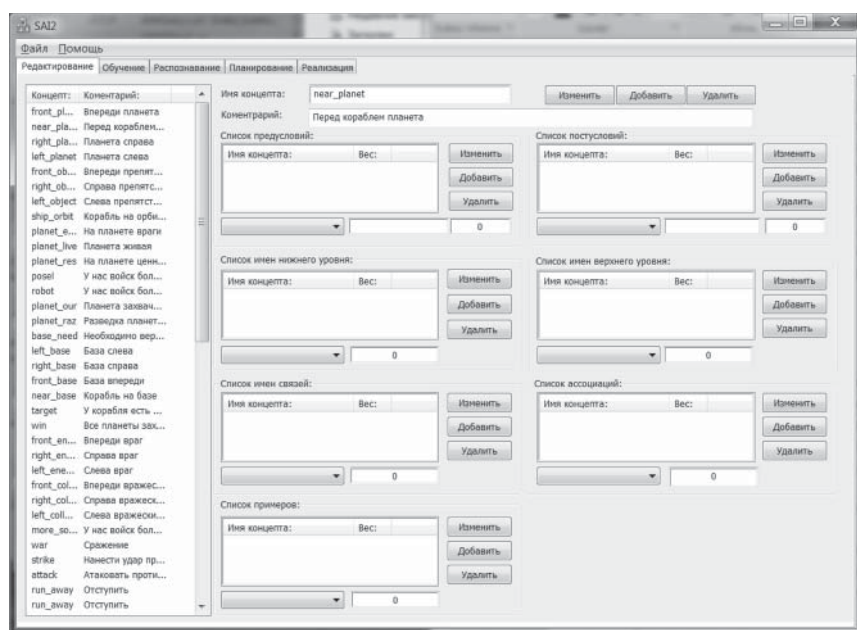 SAI2
Файл Помощь
Редактирование Обучение Распознавание Планирование Реализация
Концепт: Коментарий:
front_pl... Впереди планета
near_pla... Перед кораблем...
right_pla... Планета справа
left_planet Планета слева
front_ob... Впереди препят...
right_ob... Справа препятс...
left_object Слева препятст...
ship_orbit Корабль на орби...
planet_e... На планете враги
planet_live Планета живая
planet_res На планете ценн...
posel У нас войск бол...
robot У нас войск бол...
planet_our Планета захвач...
planet_raz Разведка планет...
base_need Необходимо вер...
left_base База слева
right_base База справа
front_base База впереди
near_base Корабль на базе
target У корабля есть ...
win Все планеты зах...
front_en... Впереди враг
right_en... Справа враг
left_ene... Слева враг
front_col... Впереди вражес...
right_col... Справа вражеск...
left_coll... Слева вражески...
more_so... У нас войск бол...
war Сражение
strike Нанести удар пр...
attack Атаковать проти...
run_away Отступить
run_away Отступить
Имя концепта: near_planet Изменить Добавить Удалить
Коментрарий: Перед кораблем планета
Список предусловий:
Имя концепта: Вес:
Изменить
Добавить
Удалить
0
Список постусловий:
Имя концепта: Вес:
Изменить
Добавить
Удалить
0
Список имен нижнего уровня:
Имя концепта: Вес:
Изменить
Добавить
Удалить
0
Список имен верхнего уровня:
Имя концепта: Вес:
Изменить
Добавить
Удалить
0
Список имен связей:
Имя концепта: Вес:
Изменить
Добавить
Удалить
0
Список ассоциаций:
Имя концепта: Вес:
Изменить
Добавить
Удалить
0
Список примеров:
Имя концепта: Вес:
Изменить
Добавить
Удалить
0